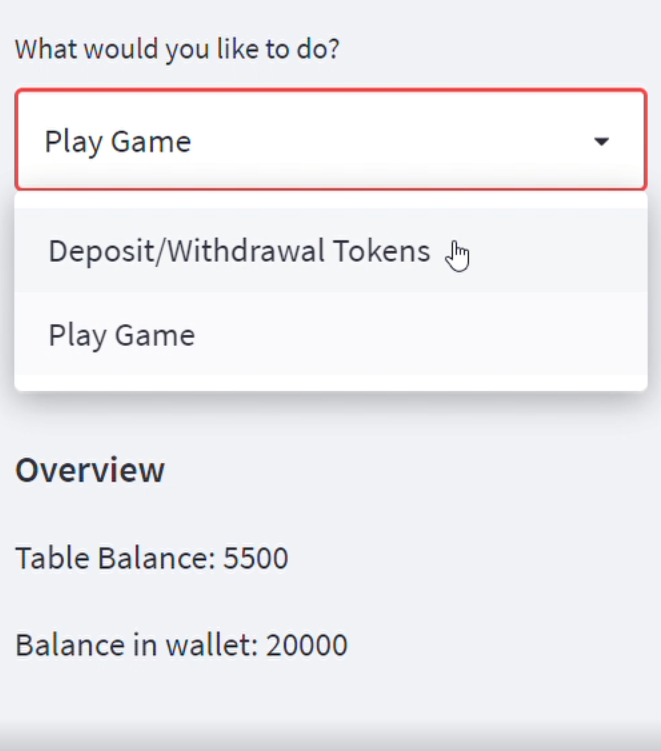 What would you like to do?
Play Game
Deposit/Withdrawal Tokens
Play Game
Overview
Table Balance: 5500
Balance in wallet: 20000